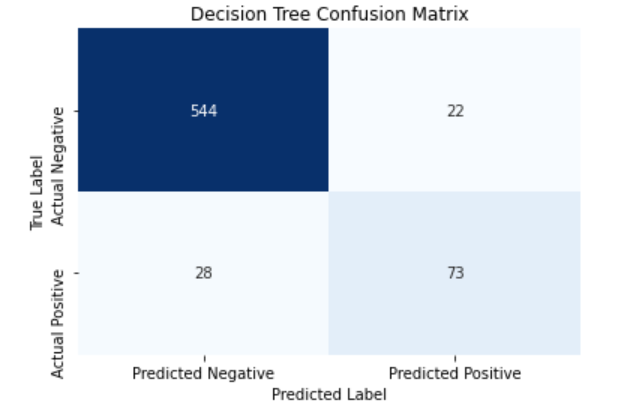 Decision Tree Confusion Matrix
True Label
Actual Negative
544
22
Actual Positive
28
73
Predicted Negative
Predicted Positive
Predicted Label